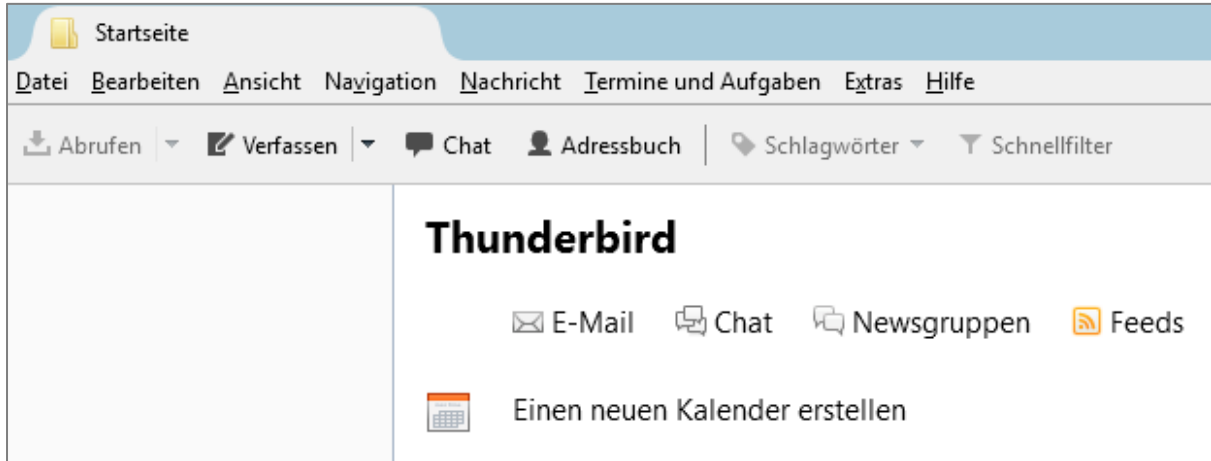 Startseite
Datei Bearbeiten Ansicht Navigation Nachricht Termine und Aufgaben Extras Hilfe
Abrufen Verfassen Chat Adressbuch Schlagwörter Schnellfilter
Thunderbird
E-Mail Chat Newsgruppen Feeds
Einen neuen Kalender erstellen